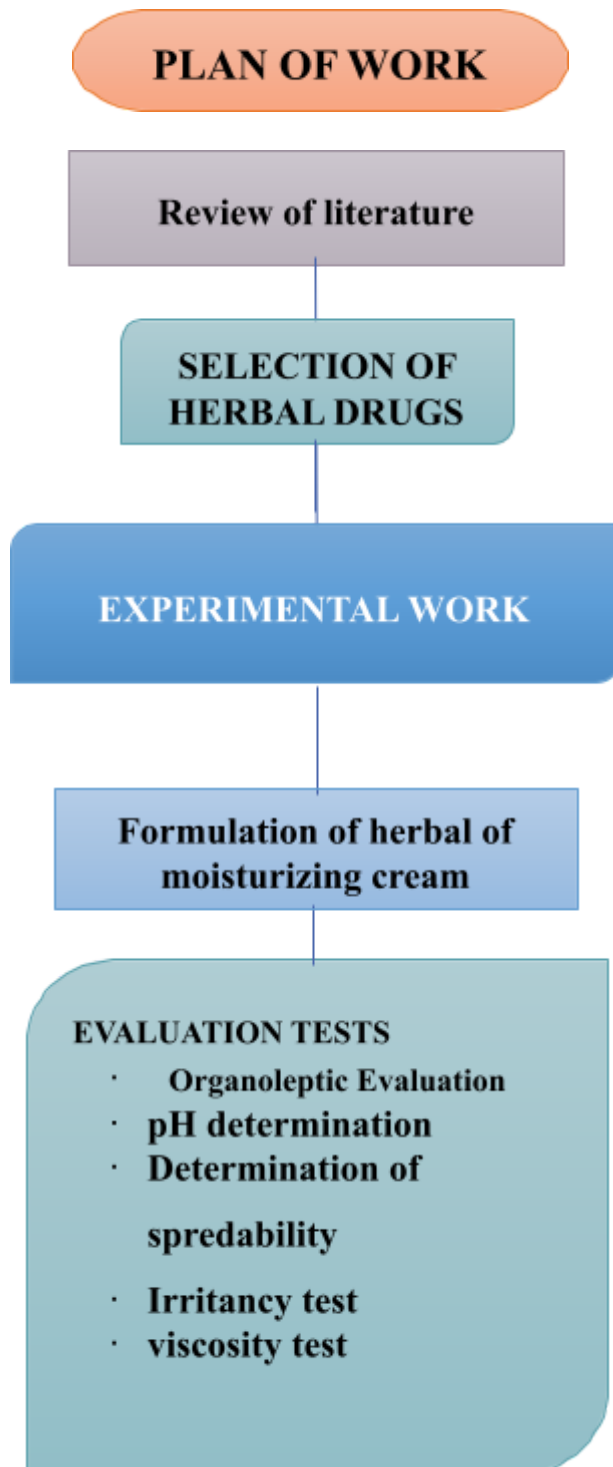 PLAN OF WORK
Review of literature
SELECTION OF
HERBAL DRUGS
EXPERIMENTAL WORK
Formulation of herbal of
moisturizing cream
EVALUATION TESTS
· Organoleptic Evaluation
· pH determination
· Determination of
spredability
· Irritancy test
· viscosity test